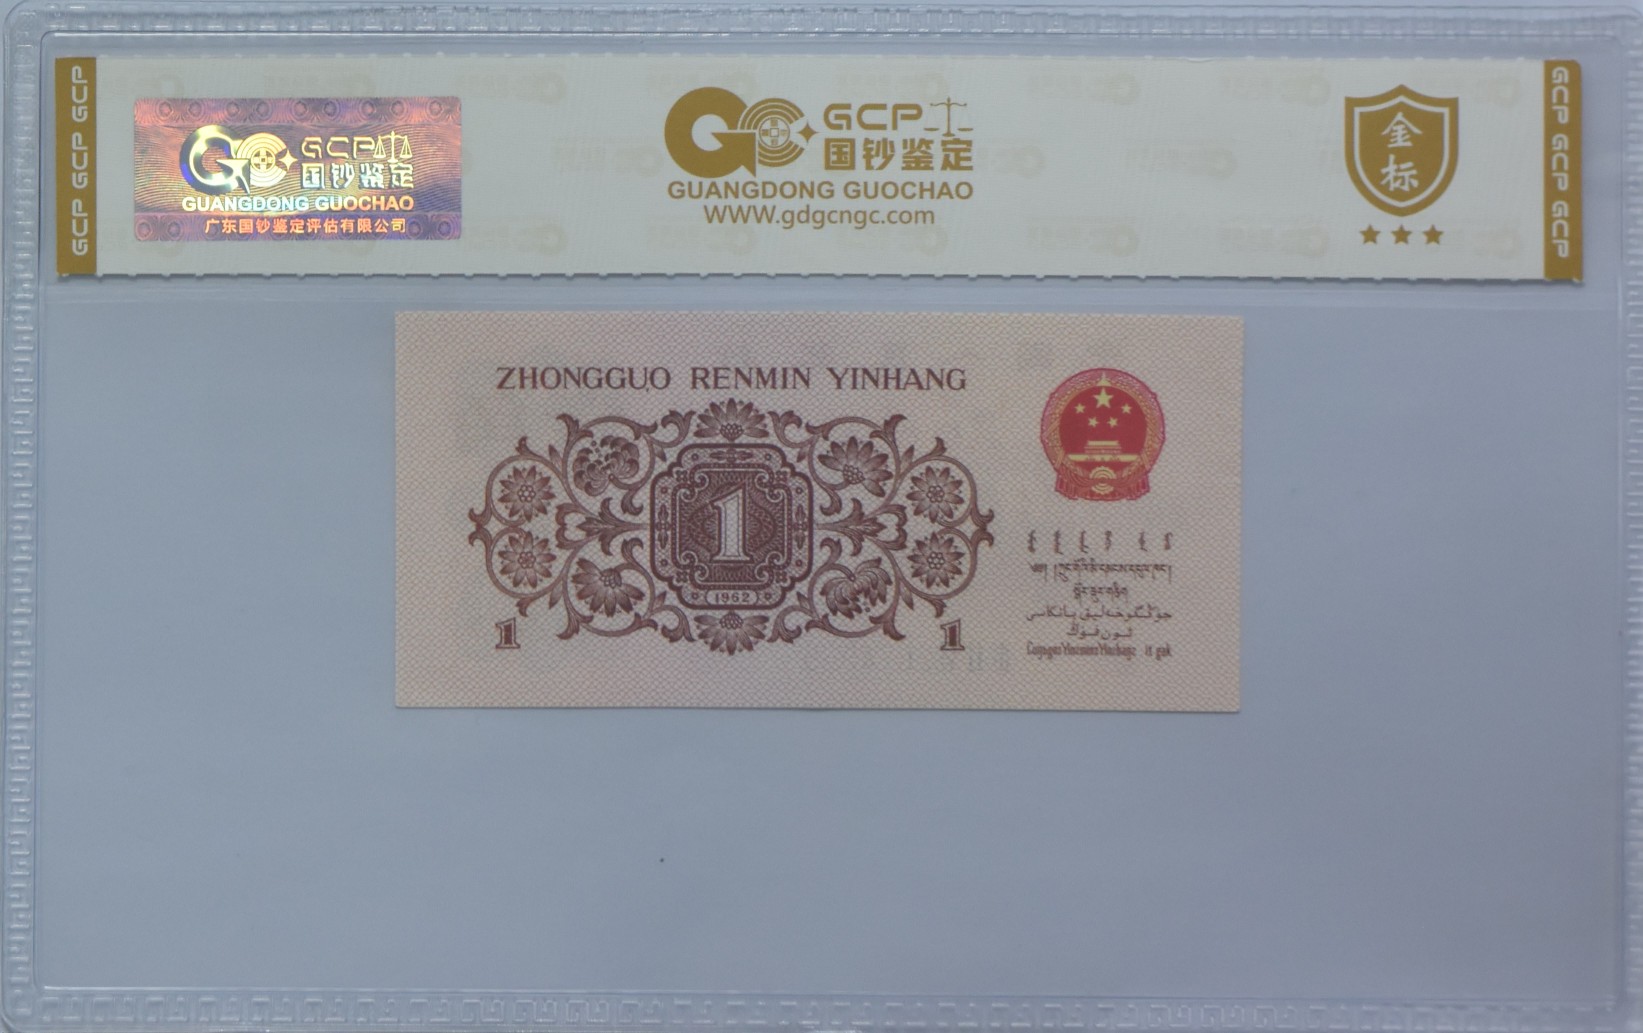 GCP GCP GCP
GCP
国钞鉴定
GUANGDONG GUOCHAO
广东国钞鉴定评估有限公司
GCP
国钞鉴定
GUANGDONG GUOCHAO
WWW.gdgcngc.com
金
标
GCP GCP GCP
ZHONGGUO RENMIN YINHANG
1
1962
1
1